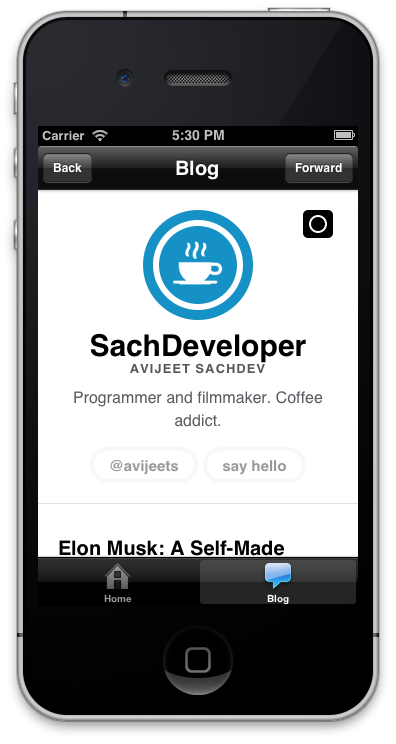 Carrier 5:30 PM
Back Blog Forward
SachDeveloper
AVIJEET SACHDEV
Programmer and filmmaker. Coffee
addict.
@avijeets say hello
Elon Musk: A Self-Made
Home Blog